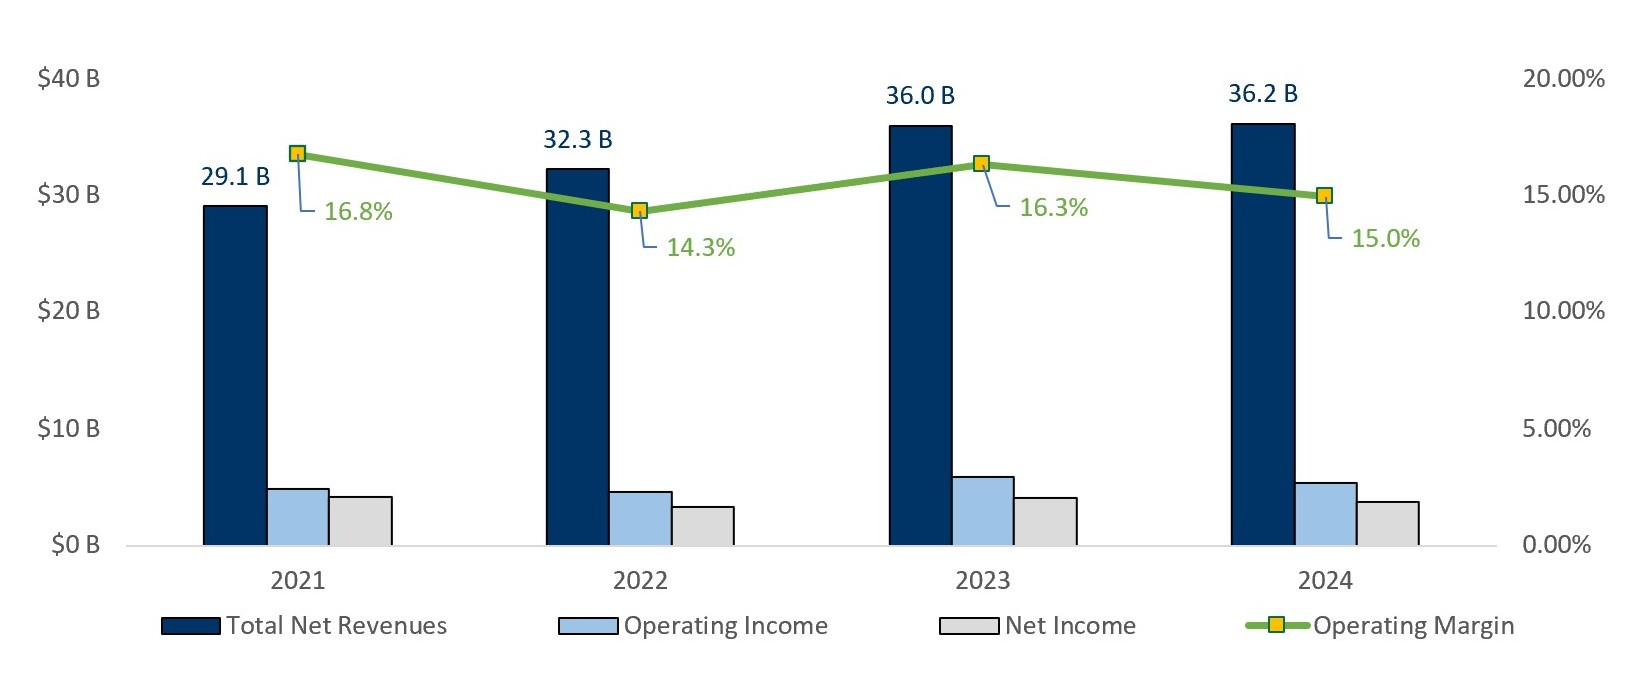 $40 B
$30 B
$20 B
$10 B
$0 B
29.1 B
32.3 B
36.0 B
36.2 B
16.8%
14.3%
16.3%
15.0%
20.00%
15.00%
10.00%
5.00%
0.00%
2021 2022 2023 2024
Total Net Revenues Operating Income Net Income Operating Margin